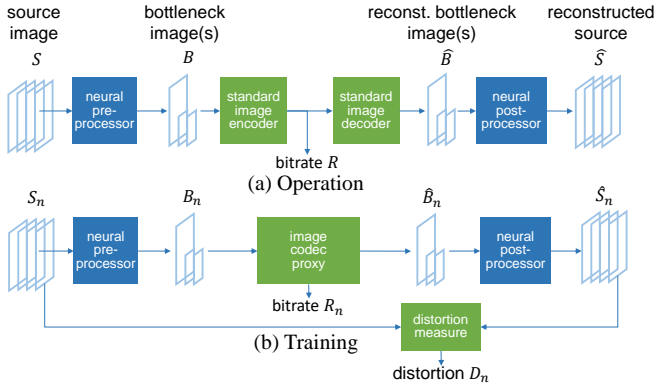 source
image
bottleneck
image(s)
reconst. bottleneck
image(s)
reconstructed
source
S
B
B̂
Ŝ
neural
pre-
processor
standard
image
encoder
standard
image
decoder
neural
post-
processor
bitrate R
(a) Operation
Sₙ
Bₙ
B̂ₙ
Ŝₙ
neural
pre-
processor
image
codec
proxy
neural
post-
processor
bitrate Rₙ
distortion
measure
(b) Training
distortion Dₙ